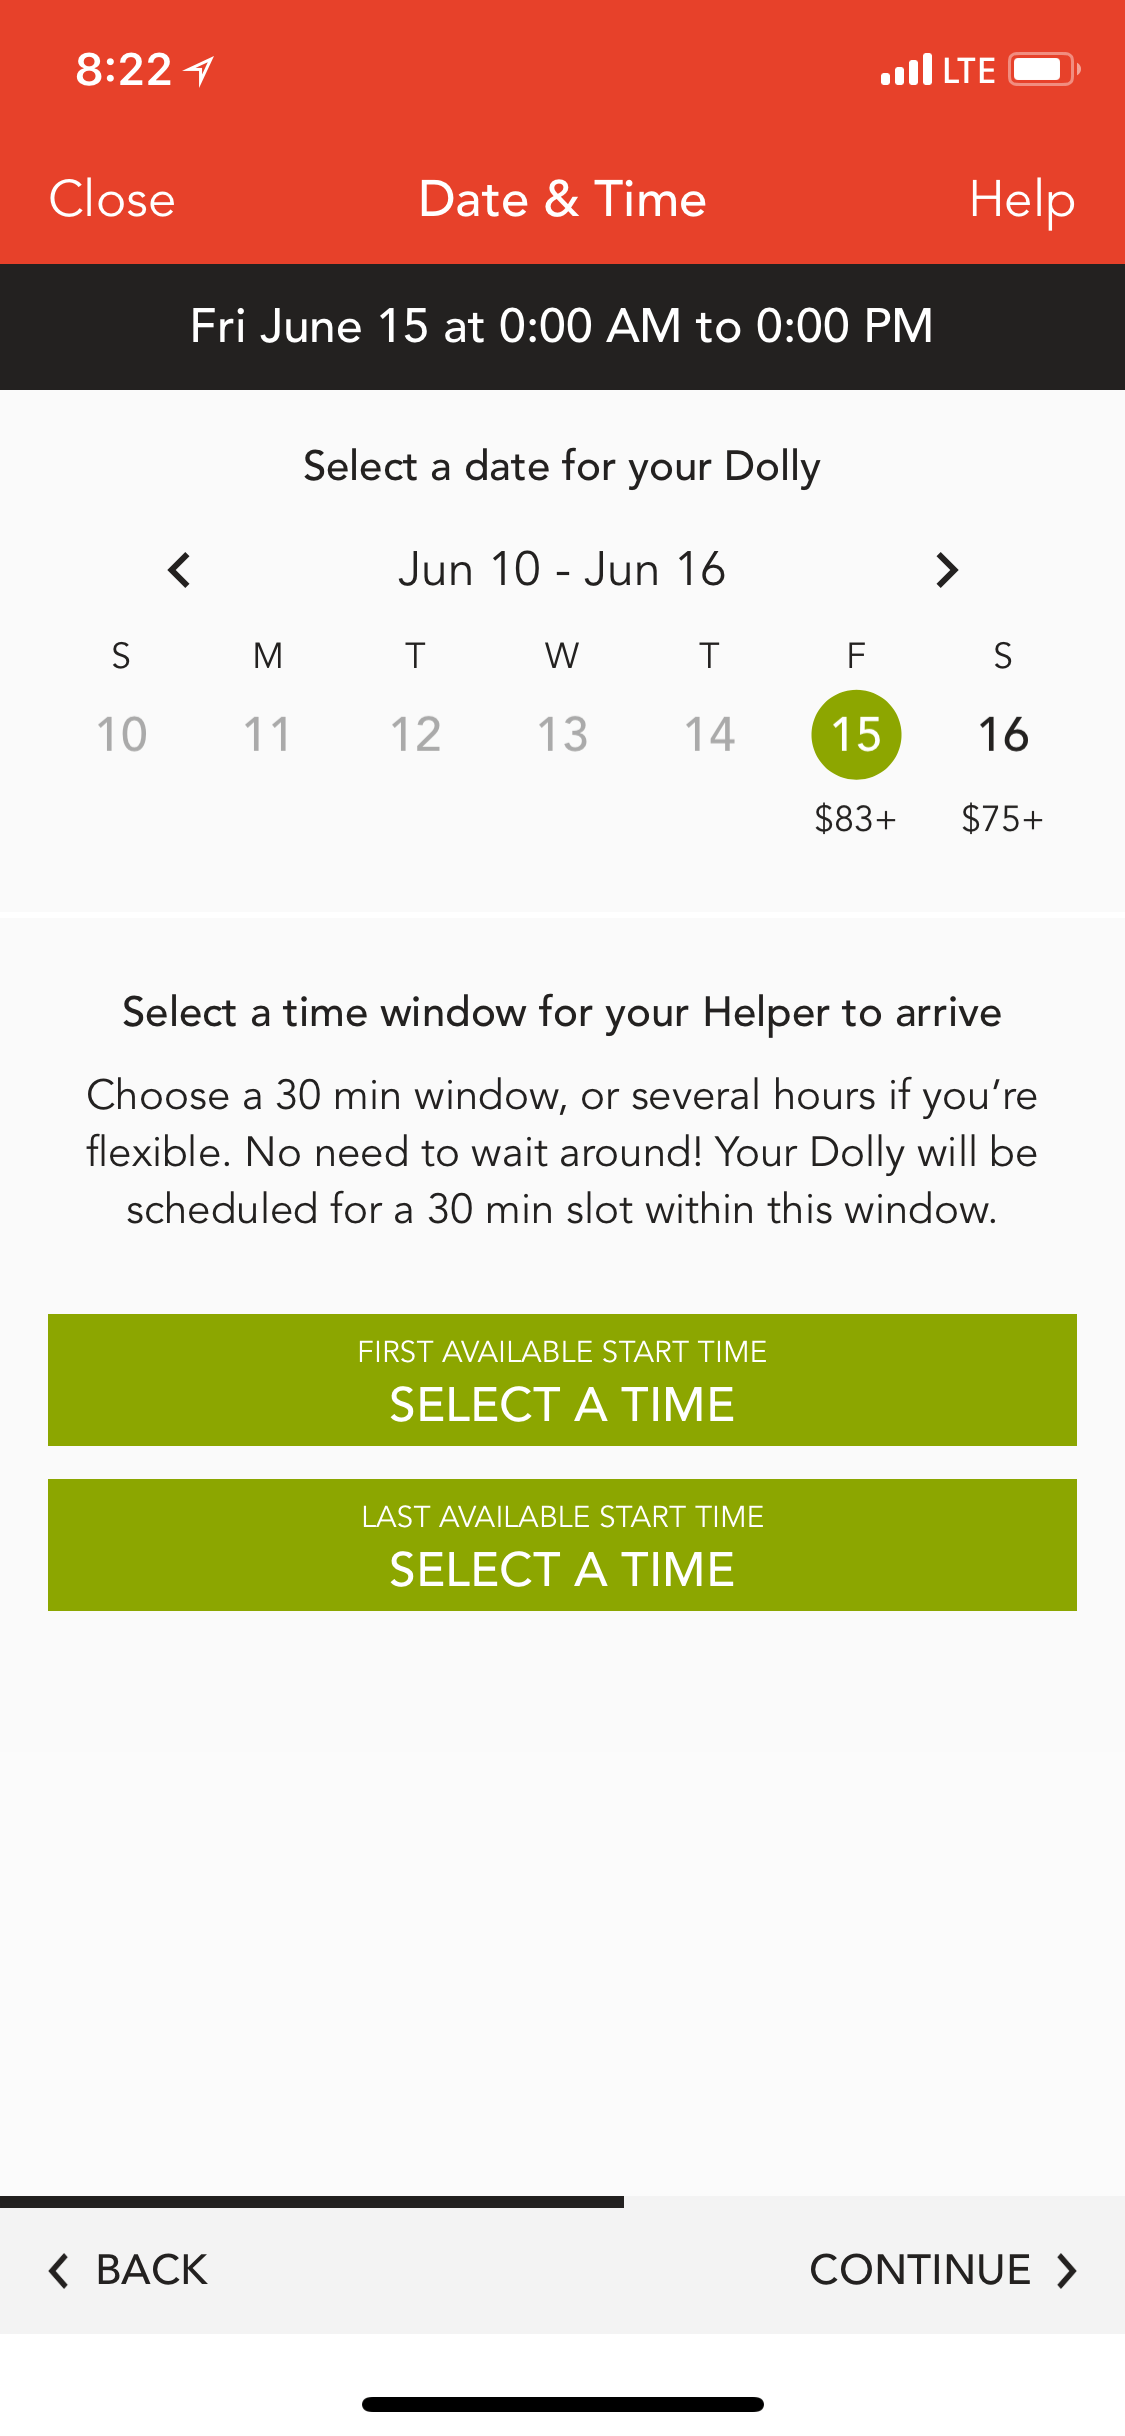 8:22 LTE
Close Date & Time Help
Fri June 15 at 0:00 AM to 0:00 PM
Select a date for your Dolly
Jun 10 - Jun 16
S M T W T F S
10 11 12 13 14 15 16
$83+ $75+
Select a time window for your Helper to arrive
Choose a 30 min window, or several hours if you’re
flexible. No need to wait around! Your Dolly will be
scheduled for a 30 min slot within this window.
FIRST AVAILABLE START TIME
SELECT A TIME
LAST AVAILABLE START TIME
SELECT A TIME
BACK CONTINUE